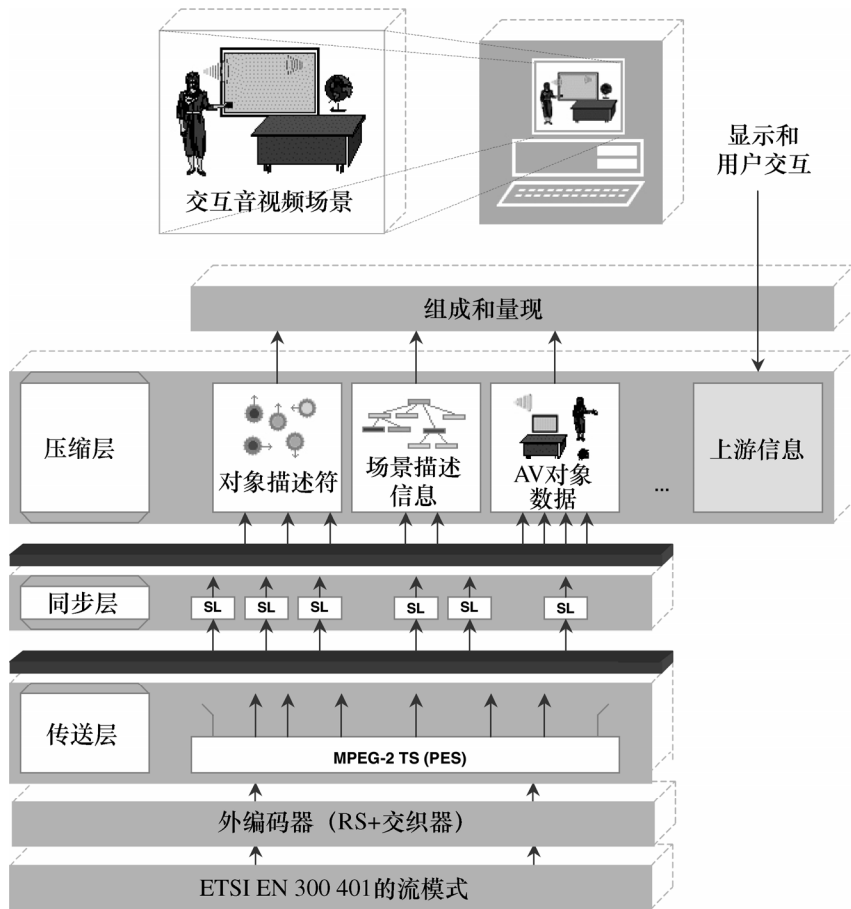 交互音视频场景
显示和
用户交互
组成和量现
压缩层
对象描述符
场景描述
信息
AV对象
数据
...
上游信息
同步层
SL
SL
SL
SL
SL
SL
传送层
MPEG-2 TS (PES)
外编码器（RS+交织器）
ETSI EN 300 401的流模式